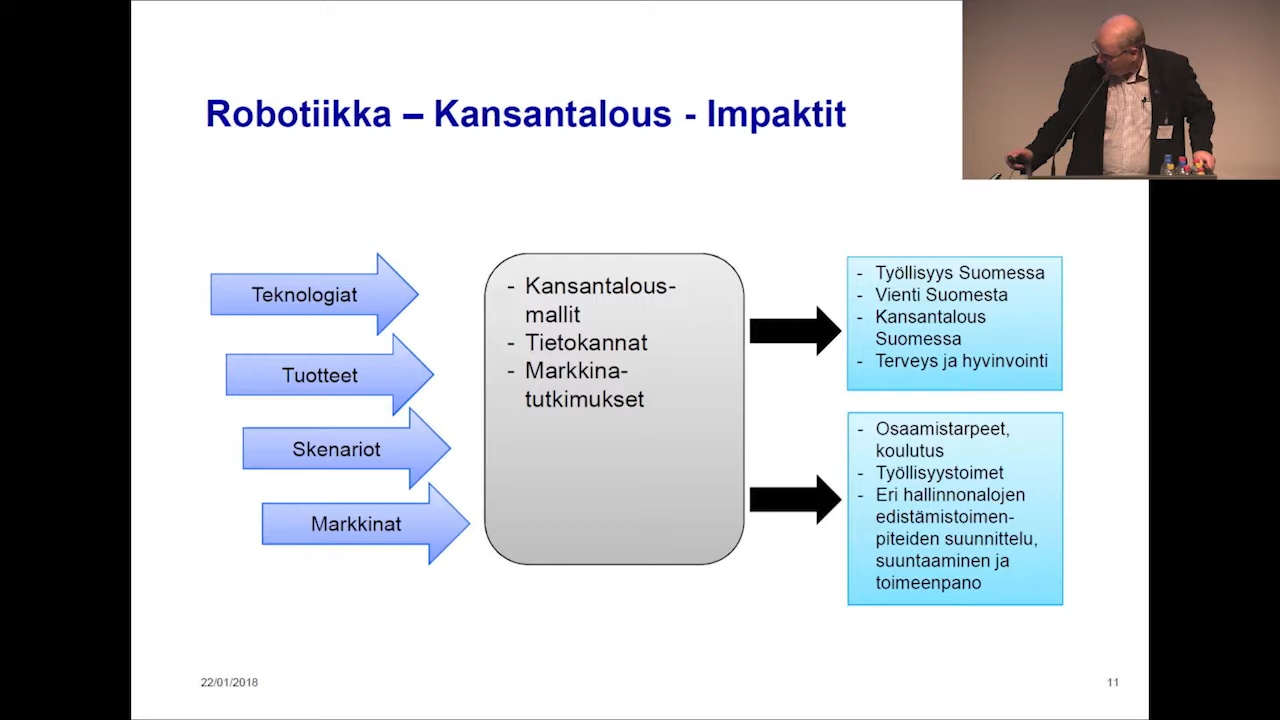 Robotiikka – Kansantalous - Impaktit
Teknologiat
Tuotteet
Skenariot
Markkinat
- Kansantalous-
mallit
- Tietokannat
- Markkina-
tutkimukset
- Työllisyys Suomessa
- Vienti Suomesta
- Kansantalous
Suomessa
- Terveys ja hyvinvointi
- Osaamistarpeet,
koulutus
- Työllisyystoimet
- Eri hallinnonalojen
edistämistoimen-
piteiden suunnittelu,
suuntaaminen ja
toimeenpano
22/01/2018
11